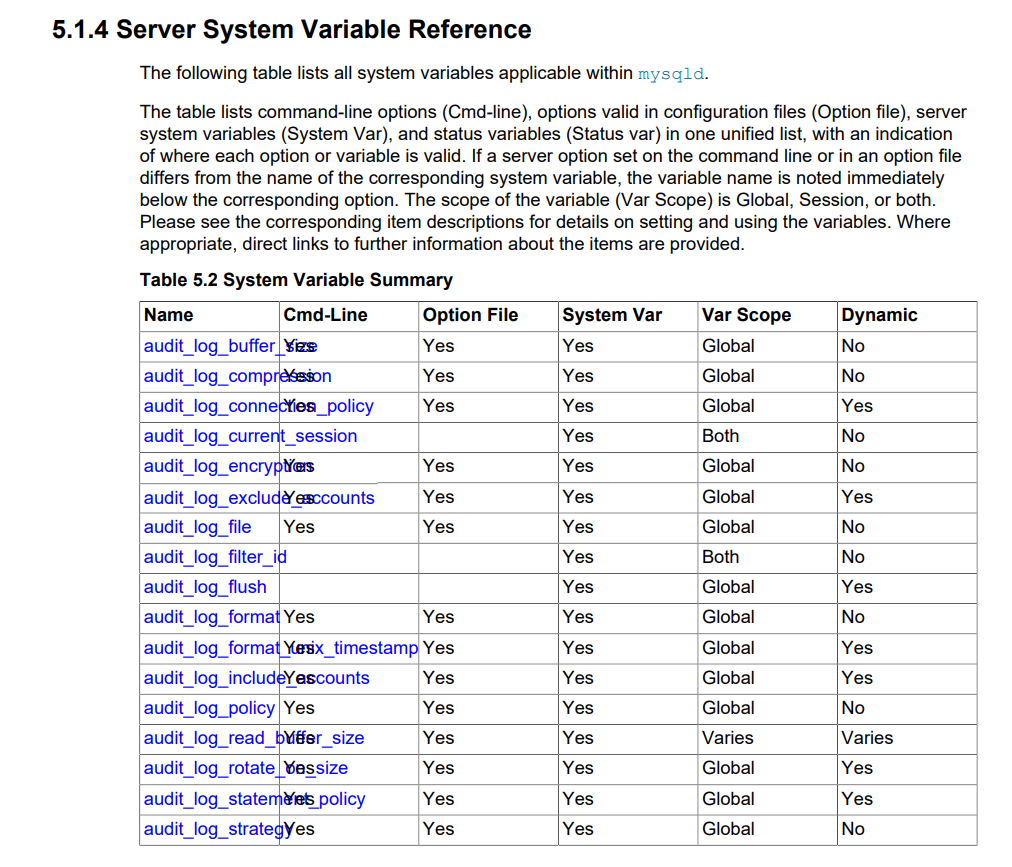 5.1.4 Server System Variable Reference
The following table lists all system variables applicable within mysqld.
The table lists command-line options (Cmd-line), options valid in configuration files (Option file), server
system variables (System Var), and status variables (Status var) in one unified list, with an indication
of where each option or variable is valid. If a server option set on the command line or in an option file
differs from the name of the corresponding system variable, the variable name is noted immediately
below the corresponding option. The scope of the variable (Var Scope) is Global, Session, or both.
Please see the corresponding item descriptions for details on setting and using the variables. Where
appropriate, direct links to further information about the items are provided.
Table 5.2 System Variable Summary
Name Cmd-Line Option File System Var Var Scope Dynamic
audit_log_buffer_size Yes Yes Yes Global No
audit_log_compression Yes Yes Yes Global No
audit_log_connection_policy Yes Yes Yes Global Yes
audit_log_current_session Yes Both No
audit_log_encryption Yes Yes Yes Global No
audit_log_exclude_accounts Yes Yes Yes Global Yes
audit_log_file Yes Yes Yes Global No
audit_log_filter_id Yes Both No
audit_log_flush Yes Global Yes
audit_log_format Yes Yes Yes Global No
audit_log_format_unix_timestamp Yes Yes Yes Global Yes
audit_log_include_accounts Yes Yes Yes Global Yes
audit_log_policy Yes Yes Yes Global No
audit_log_read_buffer_size Yes Yes Yes Varies Varies
audit_log_rotate_on_size Yes Yes Yes Global Yes
audit_log_statement_policy Yes Yes Yes Global Yes
audit_log_strategy Yes Yes Yes Global No